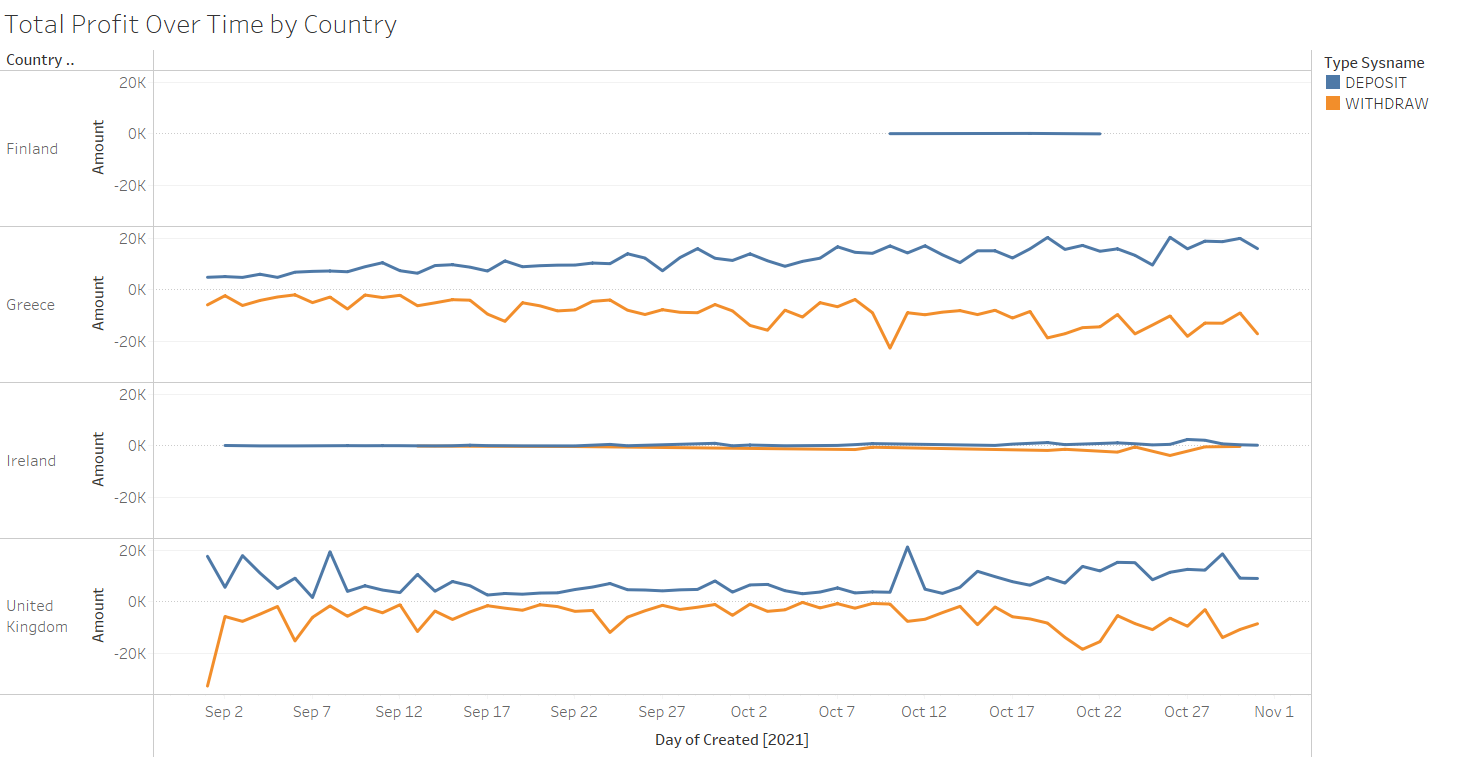 Total Profit Over Time by Country
Country ..
Type Sysname
DEPOSIT
WITHDRAW
Finland
Amount
20K
0K
-20K
Greece
Amount
20K
0K
-20K
Ireland
Amount
20K
0K
-20K
United
Kingdom
Amount
20K
0K
-20K
Sep 2 Sep 7 Sep 12 Sep 17 Sep 22 Sep 27 Oct 2 Oct 7 Oct 12 Oct 17 Oct 22 Oct 27 Nov 1
Day of Created [2021]